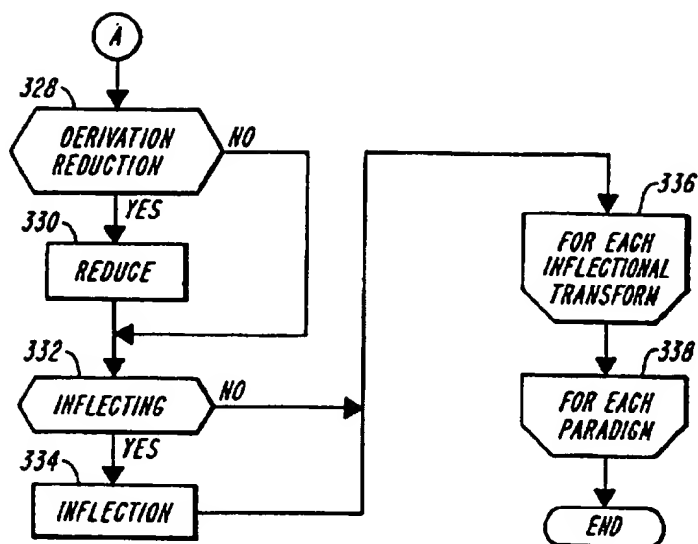 A
328
DERIVATION
REDUCTION
NO
YES
330
REDUCE
332
INFLECTING
NO
YES
334
INFLECTION
336
FOR EACH
INFLECTIONAL
TRANSFORM
338
FOR EACH
PARADIGM
END